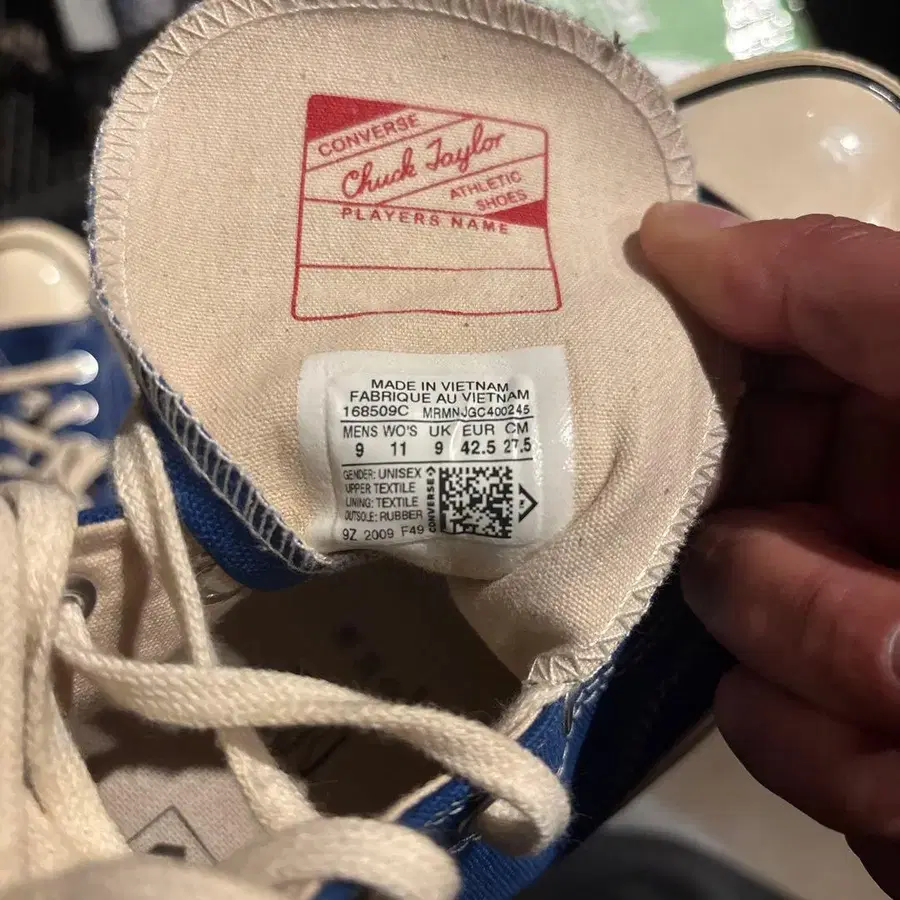 CONVERSE
Chuck Taylor
ATHLETIC
SHOES
PLAYERS NAME
MADE IN VIETNAM
FABRIQUE AU VIETNAM
168509C MRMNJGC400245
MENS WO'S UK EUR CM
9 11 9 42.5 27.5
GENDER: UNISEX
UPPER TEXTILE
LINING: TEXTILE
OUTSOLE: RUBBER
CONVERSE
9Z 2009 F49